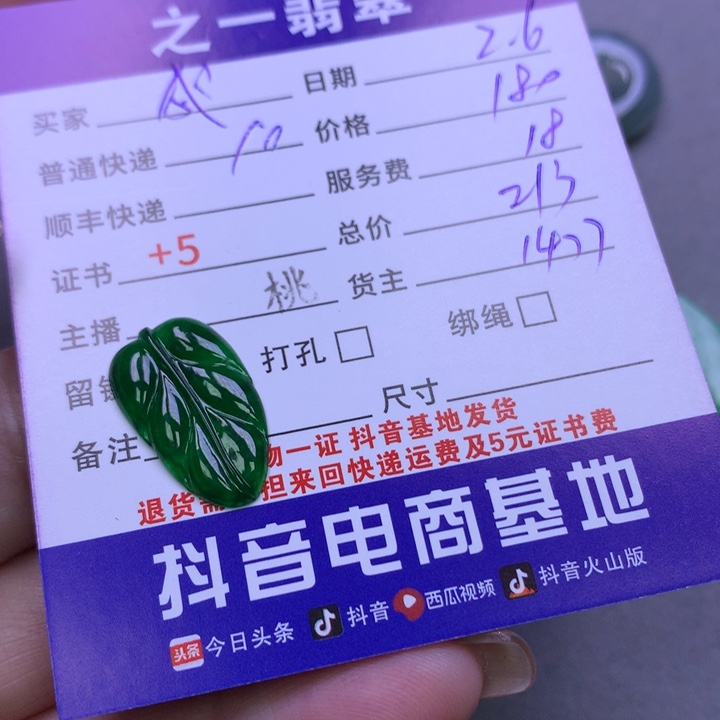 之一翡翠
买家 日期 2.6
普通快递 10 价格 180
顺丰快递 服务费 18
证书 +5 总价 213
主播 桃 货主 1477
留 打孔 绑绳
备注 尺寸
物一证 抖音基地发货
退货需 担来回快递运费及5元证书费
抖音电商基地
头条 今日头条 抖音 西瓜视频 抖音火山版